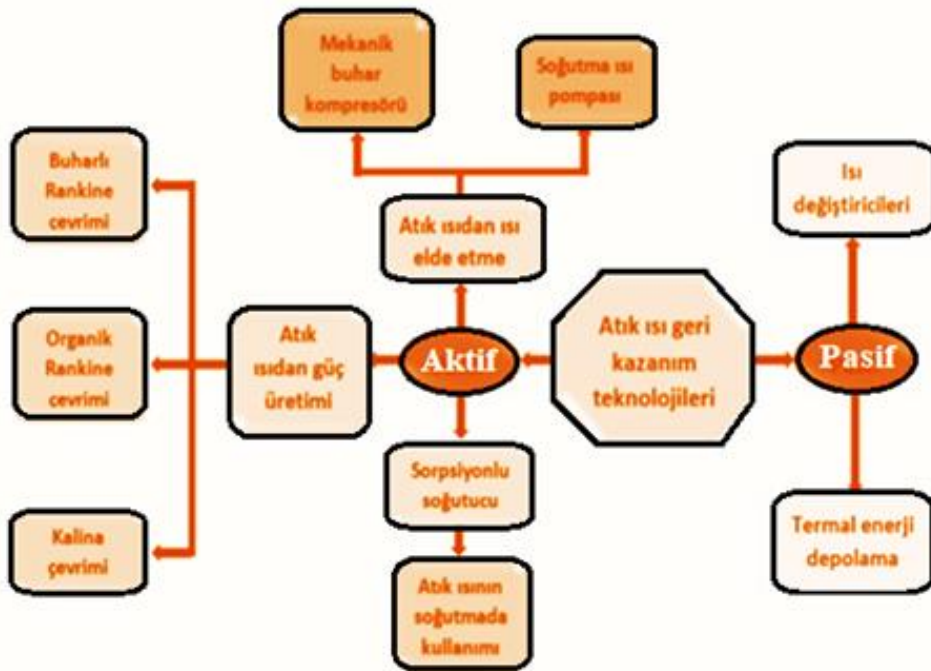 Mekanik
buhar
kompresörü
Soğutma ısı
pompası
Buharlı
Rankine
cevrimi
Isı
değiştiricileri
Atık ısıdan ısı
elde etme
Organik
Rankine
cevrimi
Atık
ısıdan güç
üretimi
Aktif
Atık ısı geri
kazanım
teknolojileri
Pasif
Sorpsiyonlu
soğutucu
Kalina
çevrimi
Termal enerji
depolama
Atık ısının
soğutmada
kullanımı